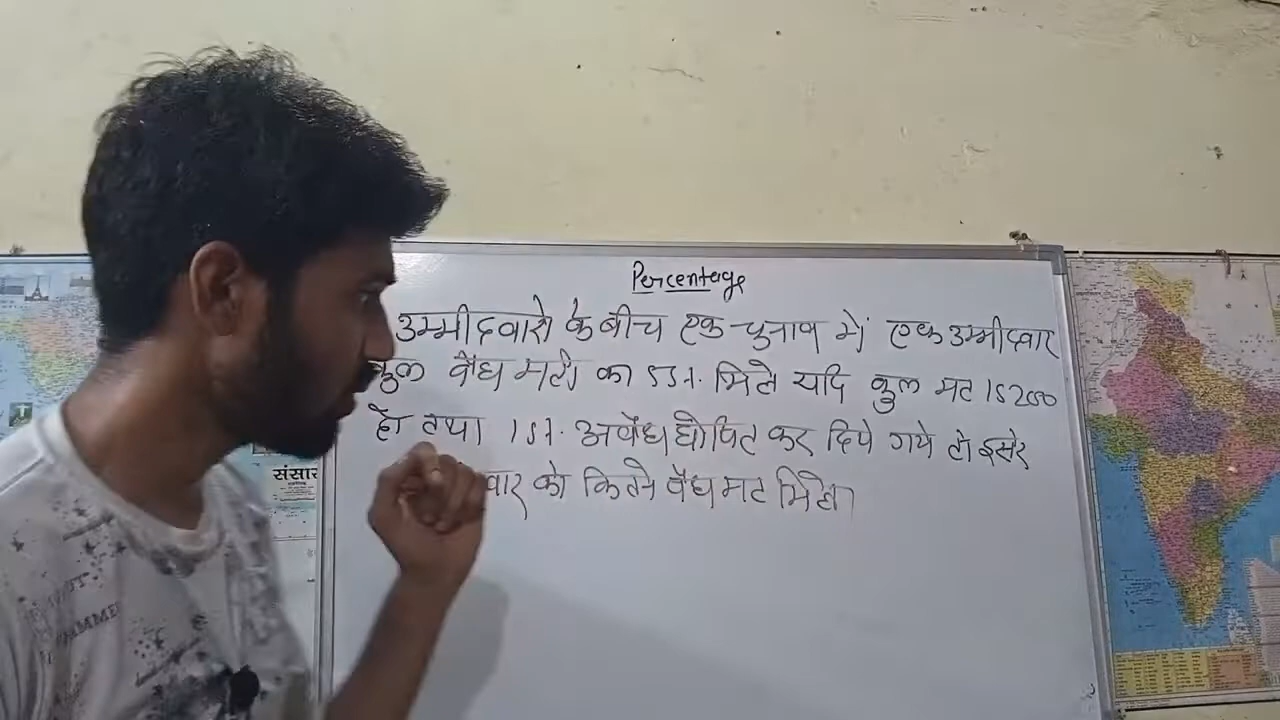 Percentage
उम्मीदवारो के बीच एक चुनाव में एक उम्मीदवार
कुल वैध मतो का 55% मिले यदि कुल मत 15200
हो तथा 15% अवैध घोषित कर दिये गये तो दूसरे
वार को कितने वैध मत मिले।
संसार